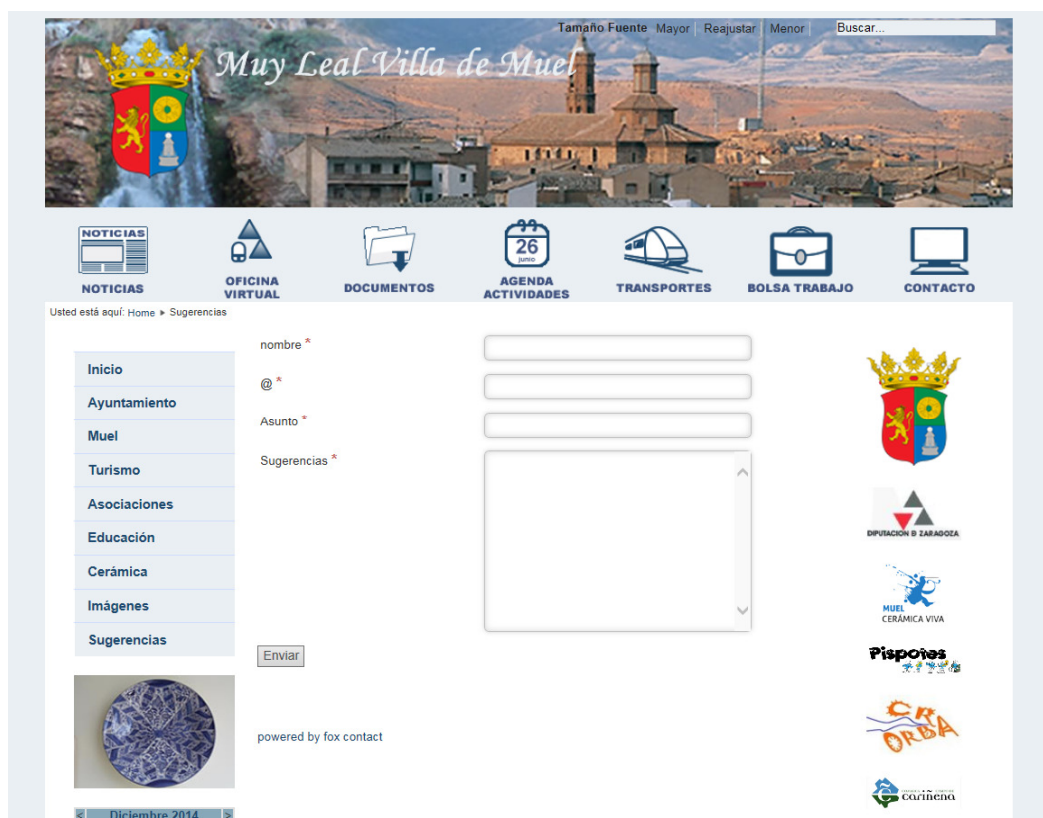 Tamaño Fuente Mayor Reajustar Menor Buscar...
Muy Leal Villa de Muel
NOTICIAS
26
junio
NOTICIAS
OFICINA
VIRTUAL
DOCUMENTOS
AGENDA
ACTIVIDADES
TRANSPORTES
BOLSA TRABAJO
CONTACTO
Usted está aquí: Home ▸ Sugerencias
nombre *
@ *
Asunto *
Sugerencias *
Enviar
powered by fox contact
Inicio
Ayuntamiento
Muel
Turismo
Asociaciones
Educación
Cerámica
Imágenes
Sugerencias
< Diciembre 2014 >
DIPUTACION D ZARAGOZA
MUEL
CERÁMICA VIVA
Pispotes
CRA
ORBA
cariñena